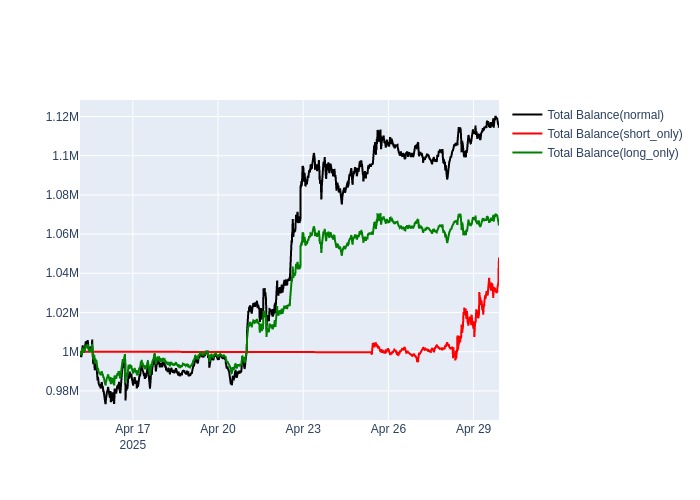 1.12M
1.1M
1.08M
1.06M
1.04M
1.02M
1M
0.98M
Apr 17
2025
Apr 20
Apr 23
Apr 26
Apr 29
Total Balance(normal)
Total Balance(short_only)
Total Balance(long_only)